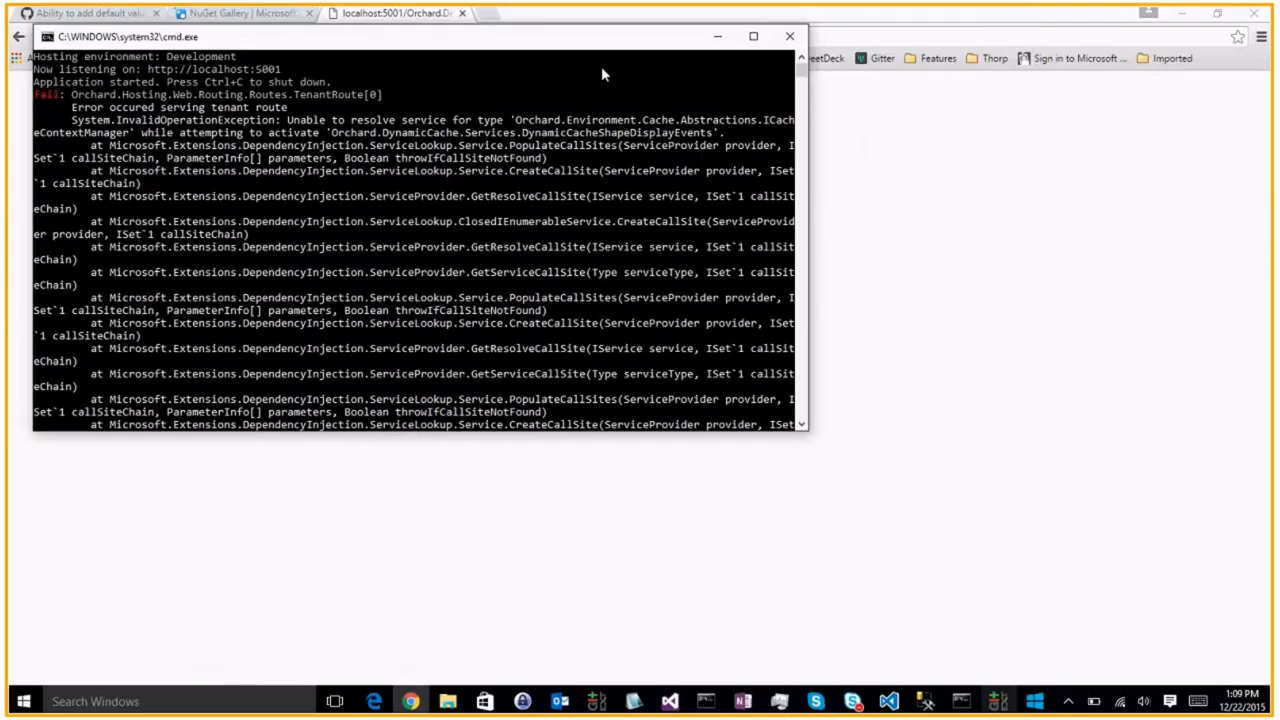 Ability to add default valu
NuGet Gallery | Microsoft.
localhost:5001/Orchard.De
C:\WINDOWS\system32\cmd.exe
eetDeck
Gitter
Features
Thorp
Sign in to Microsoft ...
Imported
Hosting environment: Development
Now listening on: http://localhost:5001
Application started. Press Ctrl+C to shut down.
fail: Orchard.Hosting.Web.Routing.Routes.TenantRoute[0]
Error occured serving tenant route
System.InvalidOperationException: Unable to resolve service for type 'Orchard.Environment.Cache.Abstractions.ICach
eContextManager' while attempting to activate 'Orchard.DynamicCache.Services.DynamicCacheShapeDisplayEvents'.
at Microsoft.Extensions.DependencyInjection.ServiceLookup.Service.PopulateCallSites(ServiceProvider provider, I
Set`1 callSiteChain, ParameterInfo[] parameters, Boolean throwIfCallSiteNotFound)
at Microsoft.Extensions.DependencyInjection.ServiceLookup.Service.CreateCallSite(ServiceProvider provider, ISet
`1 callSiteChain)
at Microsoft.Extensions.DependencyInjection.ServiceProvider.GetResolveCallSite(IService service, ISet`1 callSit
eChain)
at Microsoft.Extensions.DependencyInjection.ServiceLookup.ClosedIEnumerableService.CreateCallSite(ServiceProvid
er provider, ISet`1 callSiteChain)
at Microsoft.Extensions.DependencyInjection.ServiceProvider.GetResolveCallSite(IService service, ISet`1 callSit
eChain)
at Microsoft.Extensions.DependencyInjection.ServiceProvider.GetServiceCallSite(Type serviceType, ISet`1 callSit
eChain)
at Microsoft.Extensions.DependencyInjection.ServiceLookup.Service.PopulateCallSites(ServiceProvider provider, I
Set`1 callSiteChain, ParameterInfo[] parameters, Boolean throwIfCallSiteNotFound)
at Microsoft.Extensions.DependencyInjection.ServiceLookup.Service.CreateCallSite(ServiceProvider provider, ISet
`1 callSiteChain)
at Microsoft.Extensions.DependencyInjection.ServiceProvider.GetResolveCallSite(IService service, ISet`1 callSit
eChain)
at Microsoft.Extensions.DependencyInjection.ServiceProvider.GetServiceCallSite(Type serviceType, ISet`1 callSit
eChain)
at Microsoft.Extensions.DependencyInjection.ServiceLookup.Service.PopulateCallSites(ServiceProvider provider, I
Set`1 callSiteChain, ParameterInfo[] parameters, Boolean throwIfCallSiteNotFound)
at Microsoft.Extensions.DependencyInjection.ServiceLookup.Service.CreateCallSite(ServiceProvider provider, ISet
Search Windows
1:09 PM
12/22/2015